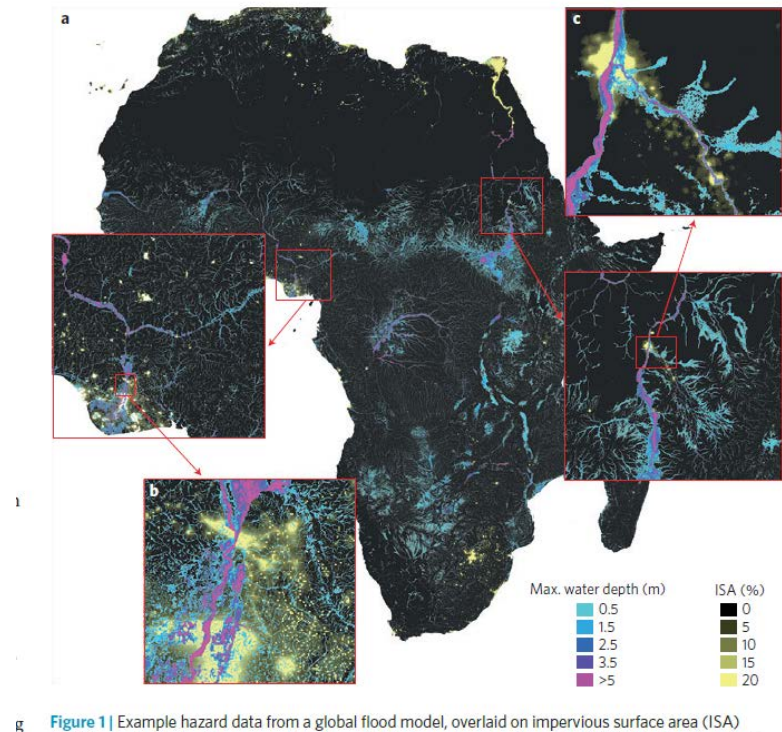 a
c
b
Max. water depth (m)
0.5
1.5
2.5
3.5
>5
ISA (%)
0
5
10
15
20
Figure 1 | Example hazard data from a global flood model, overlaid on impervious surface area (ISA)